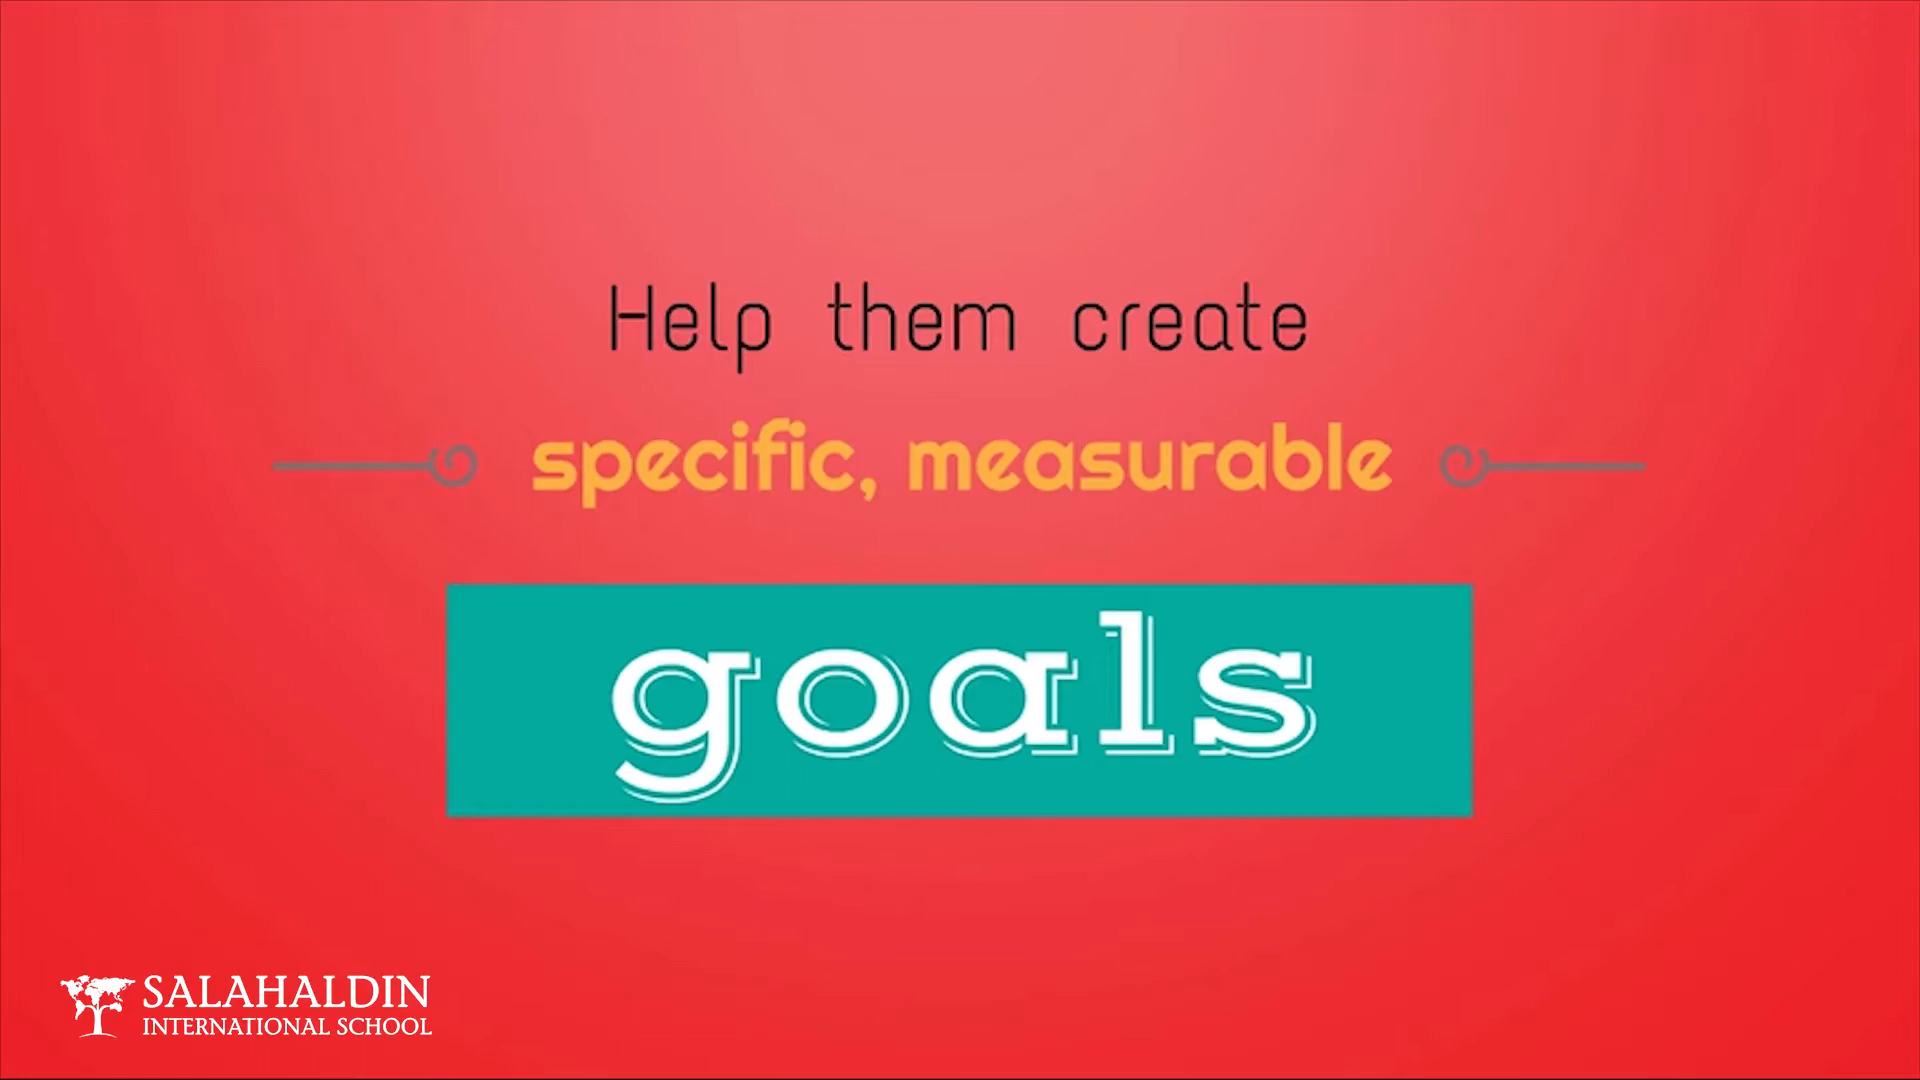 Help them create
specific, measurable
goals
SALAHALDIN
INTERNATIONAL SCHOOL